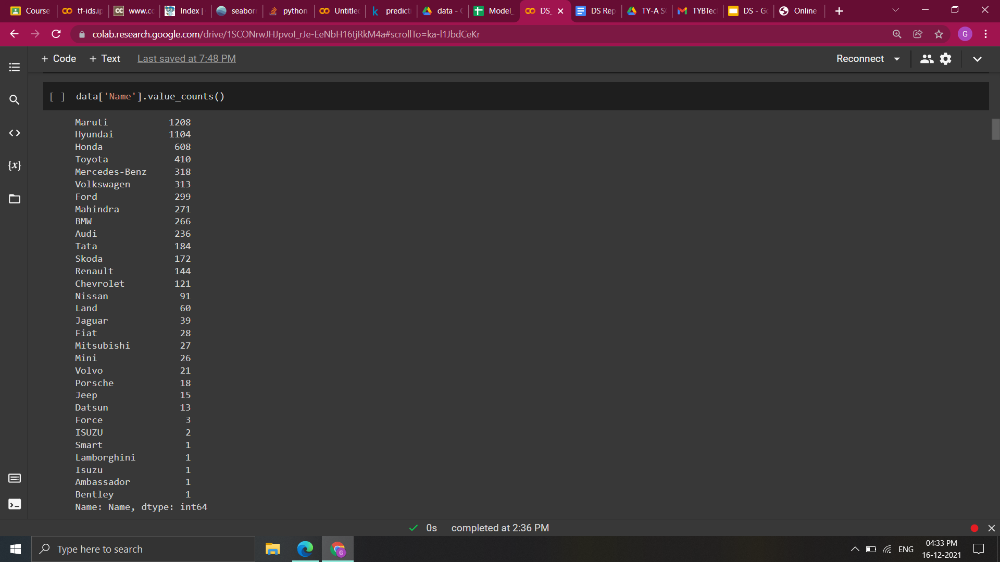 Course
tf-ids.ip
CC www.cc
Index |
seaborn
python
Untitled
k predicti
data - G
Model_
DS_
DS Rep
TY-A S
TYBTec
DS - Go
Online
colab.research.google.com/drive/1SCONrwJHJpvoI_rJe-EeNbH16tjRkM4a#scrollTo=ka-l1JbdCeKr
G
+ Code + Text Last saved at 7:48 PM Reconnect
[ ] data['Name'].value_counts()
Maruti 1208
Hyundai 1104
Honda 608
Toyota 410
Mercedes-Benz 318
Volkswagen 313
Ford 299
Mahindra 271
BMW 266
Audi 236
Tata 184
Skoda 172
Renault 144
Chevrolet 121
Nissan 91
Land 60
Jaguar 39
Fiat 28
Mitsubishi 27
Mini 26
Volvo 21
Porsche 18
Jeep 15
Datsun 13
Force 3
ISUZU 2
Smart 1
Lamborghini 1
Isuzu 1
Ambassador 1
Bentley 1
Name: Name, dtype: int64
{x}
0s completed at 2:36 PM
Type here to search
G
ENG
04:33 PM
16-12-2021